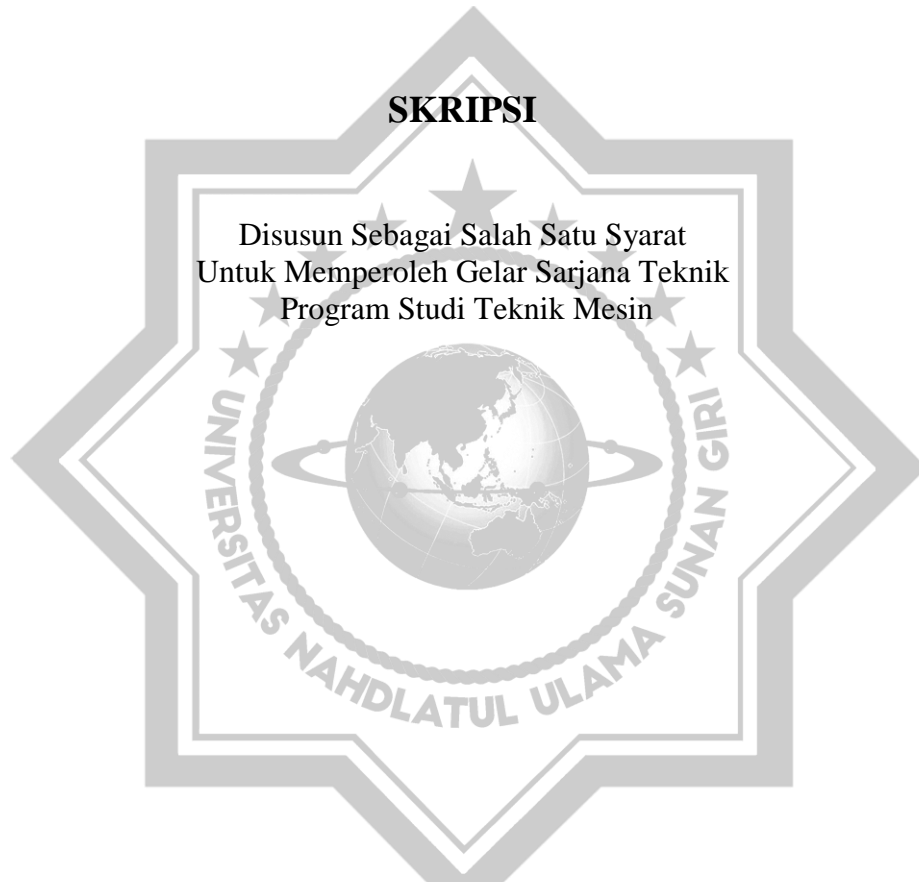 SKRIPSI
Disusun Sebagai Salah Satu Syarat
Untuk Memperoleh Gelar Sarjana Teknik
Program Studi Teknik Mesin
UNIVERSITAS NAHDLATUL ULAMA SUNAN GIRI